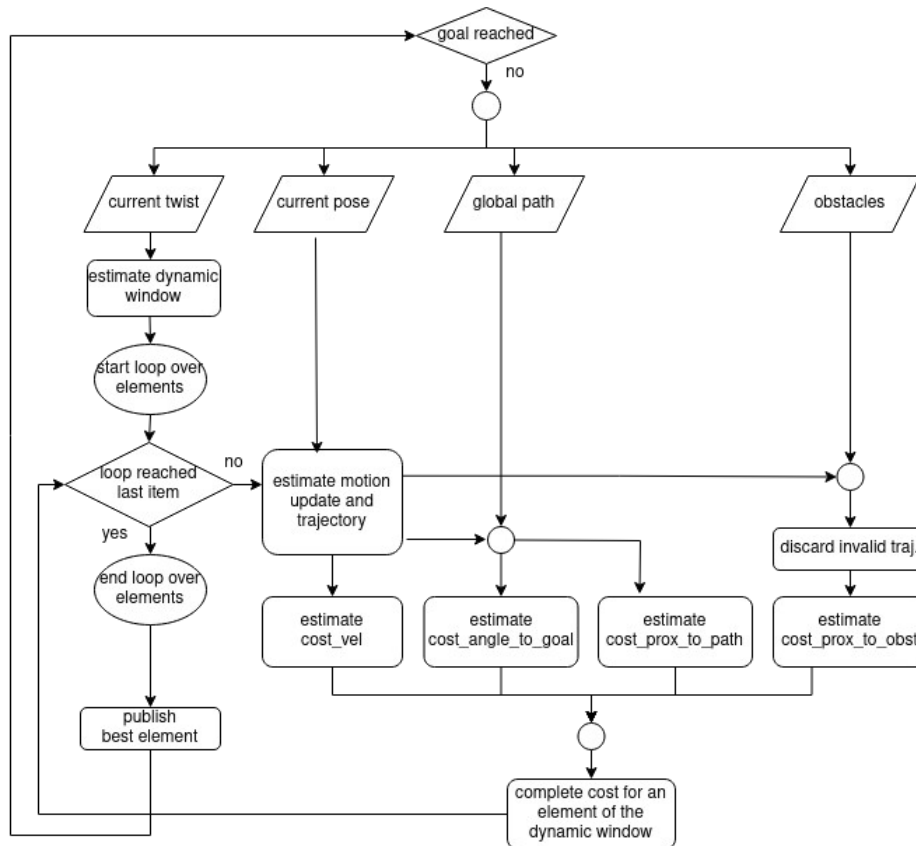 goal reached
no
current twist
current pose
global path
obstacles
estimate dynamic
window
start loop over
elements
loop reached
last item
no
yes
estimate motion
update and
trajectory
discard invalid traj.
end loop over
elements
estimate
cost_vel
estimate
cost_angle_to_goal
estimate
cost_prox_to_path
estimate
cost_prox_to_obst
publish
best element
complete cost for an
element of the
dynamic window